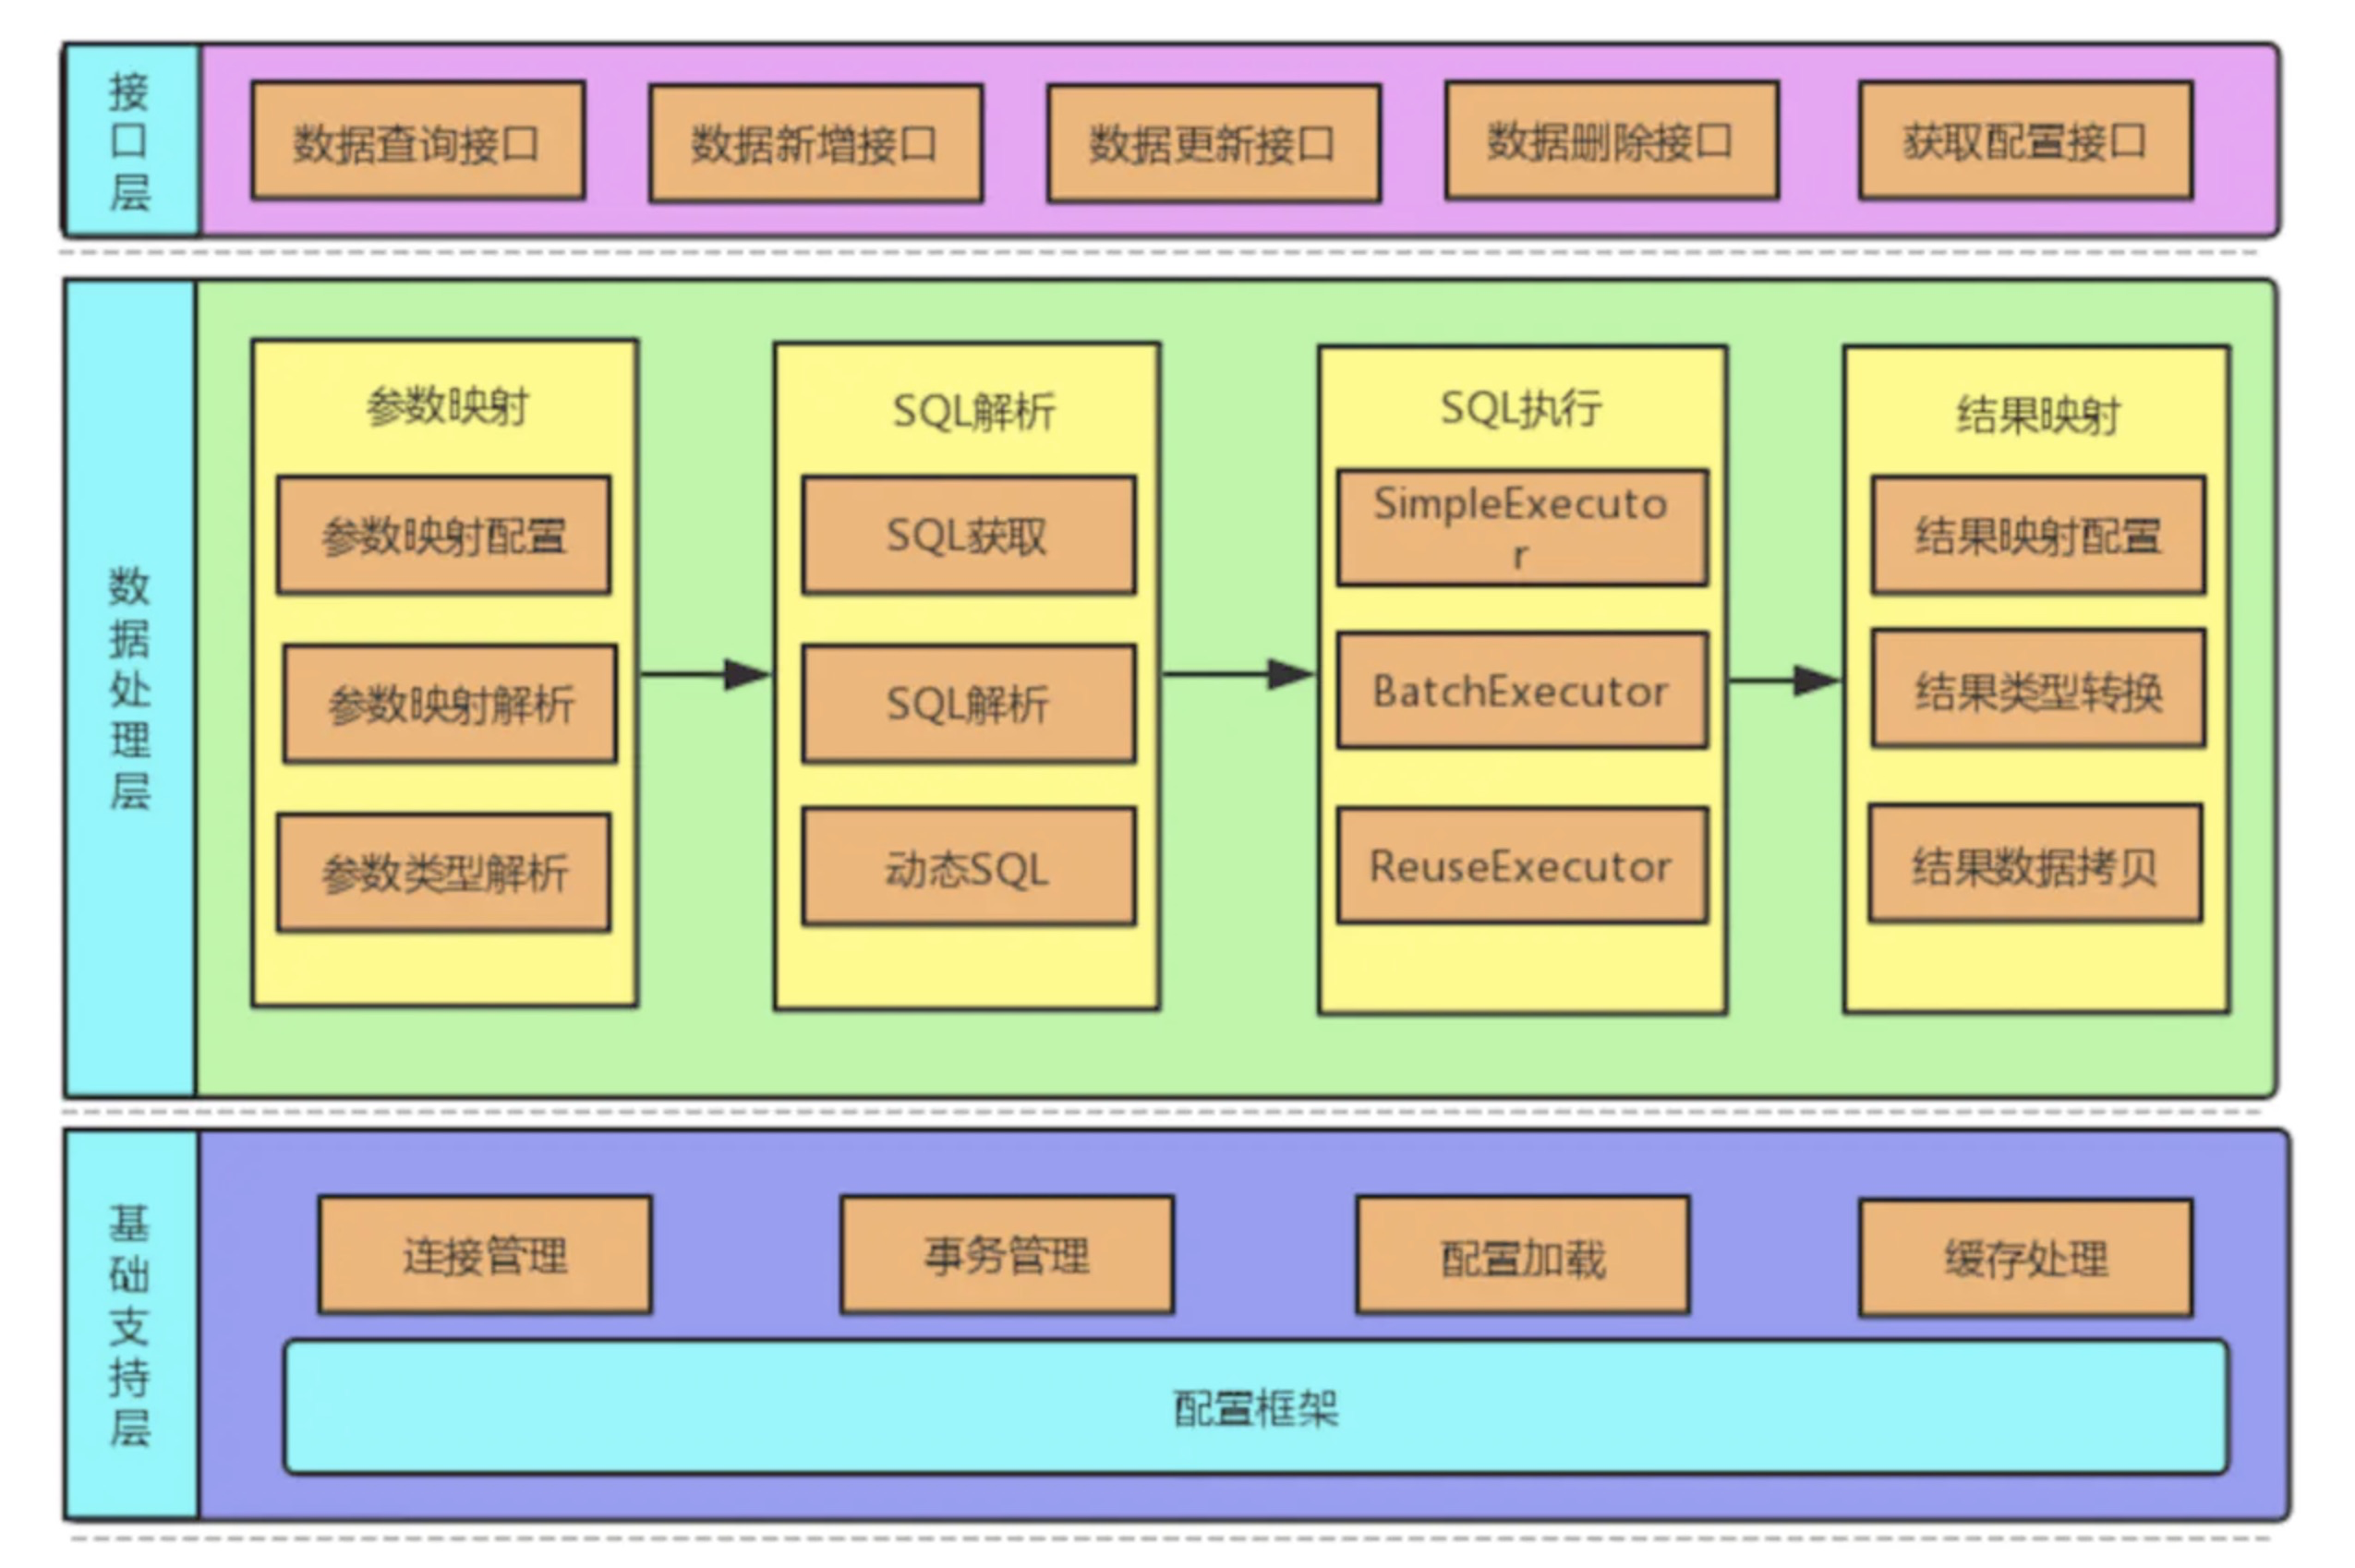 接
口
层
数据查询接口
数据新增接口
数据更新接口
数据删除接口
获取配置接口
数
据
处
理
层
参数映射
参数映射配置
参数映射解析
参数类型解析
SQL解析
SQL获取
SQL解析
动态SQL
SQL执行
SimpleExecuto
r
BatchExecutor
ReuseExecutor
结果映射
结果映射配置
结果类型转换
结果数据拷贝
基
础
支
持
层
连接管理
事务管理
配置加载
缓存处理
配置框架